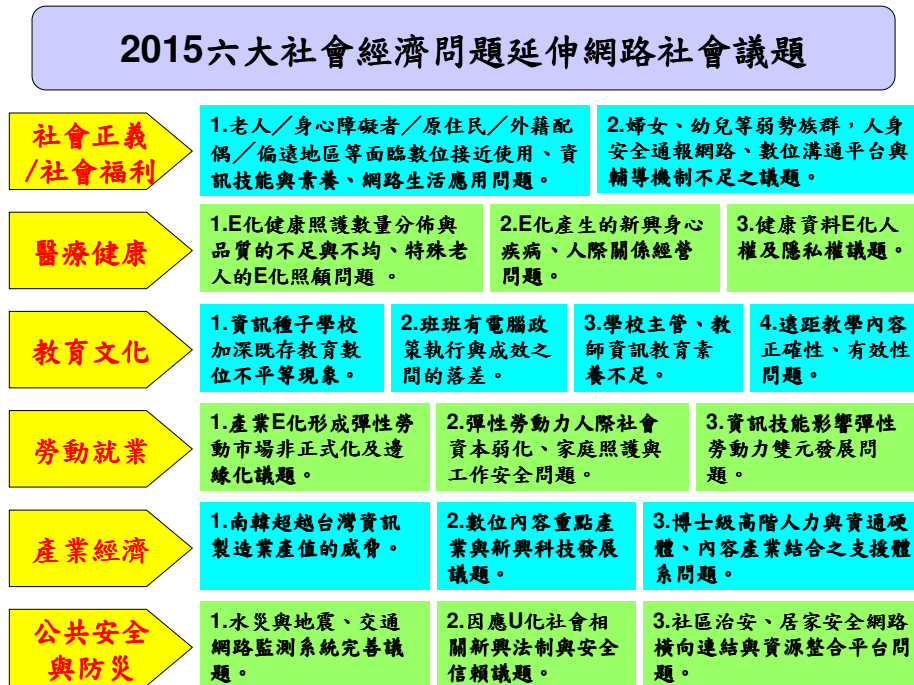 2015六大社會經濟問題延伸網路社會議題
社會正義
/社會福利
1.老人／身心障礙者／原住民／外藉配
偶／偏遠地區等面臨數位接近使用、資
訊技能與素養、網路生活應用問題。
2.婦女、幼兒等弱勢族群，人身
安全通報網路、數位溝通平台與
輔導機制不足之議題。
醫療健康
1.E化健康照護數量分佈與
品質的不足與不均、特殊老
人的E化照顧問題 。
2.E化產生的新興身心
疾病、人際關係經營
問題。
3.健康資料E化人
權及隱私權議題。
教育文化
1.資訊種子學校
加深既存教育數
位不平等現象。
2.班班有電腦政
策執行與成效之
間的落差。
3.學校主管、教
師資訊教育素
養不足。
4.遠距教學內容
正確性、有效性
問題。
勞動就業
1.產業E化形成彈性勞
動市場非正式化及邊
緣化議題。
2.彈性勞動力人際社會
資本弱化、家庭照護與
工作安全問題。
3.資訊技能影響彈性
勞動力雙元發展問
題。
產業經濟
1.南韓超越台灣資訊
製造業產值的威脅。
2.數位內容重點產
業與新興科技發展
議題。
3.博士級高階人力與資通硬
體、內容產業結合之支援體
系問題。
公共安全
與防災
1.水災與地震、交通
網路監測系統完善議
題。
2.因應U化社會相
關新興法制與安全
信賴議題。
3.社區治安、居家安全網路
橫向連結與資源整合平台問
題。